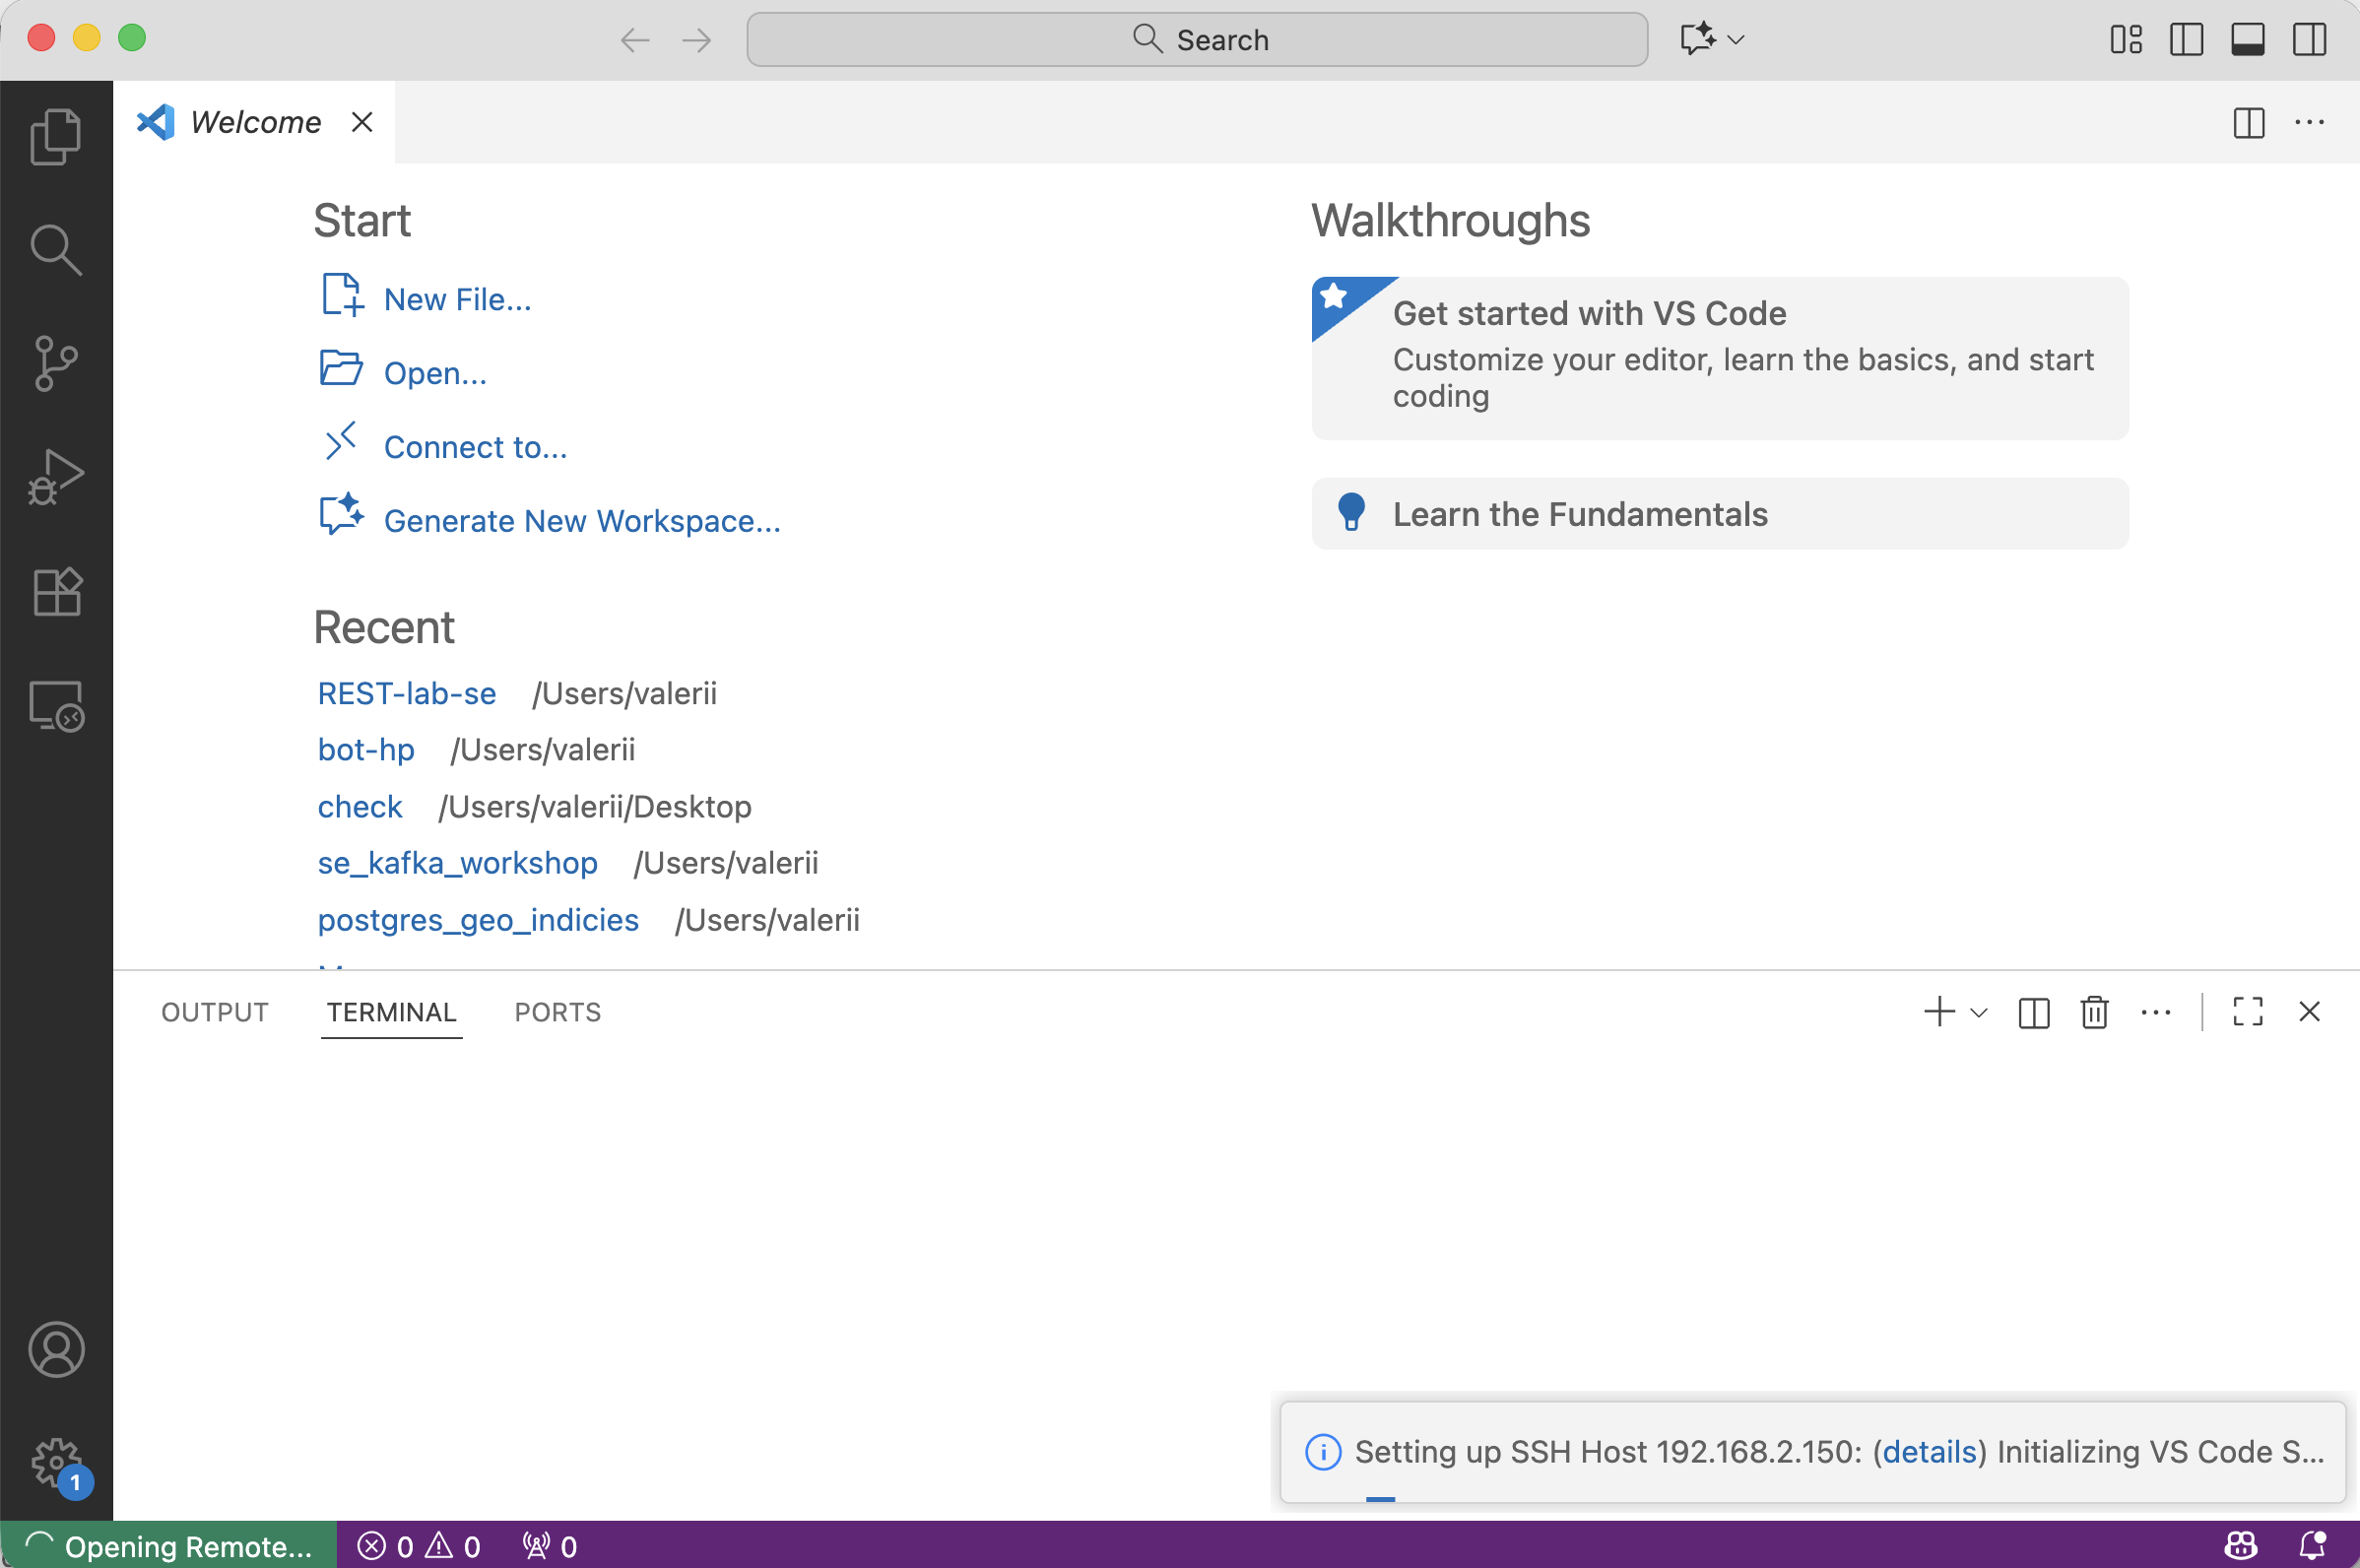 Search
Welcome
Start
New File...
Open...
Connect to...
Generate New Workspace...
Recent
REST-lab-se /Users/valerii
bot-hp /Users/valerii
check /Users/valerii/Desktop
se_kafka_workshop /Users/valerii
postgres_geo_indicies /Users/valerii
Walkthroughs
Get started with VS Code
Customize your editor, learn the basics, and start
coding
Learn the Fundamentals
OUTPUT TERMINAL PORTS
Setting up SSH Host 192.168.2.150: (details) Initializing VS Code S...
1
Opening Remote... 0 0 0